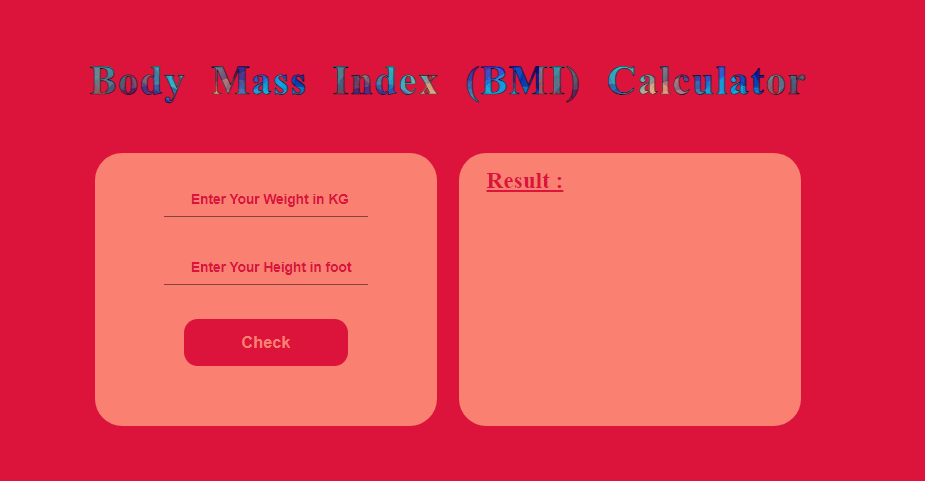 Body Mass Index (BMI) Calculator
Enter Your Weight in KG
Enter Your Height in foot
Check
Result :